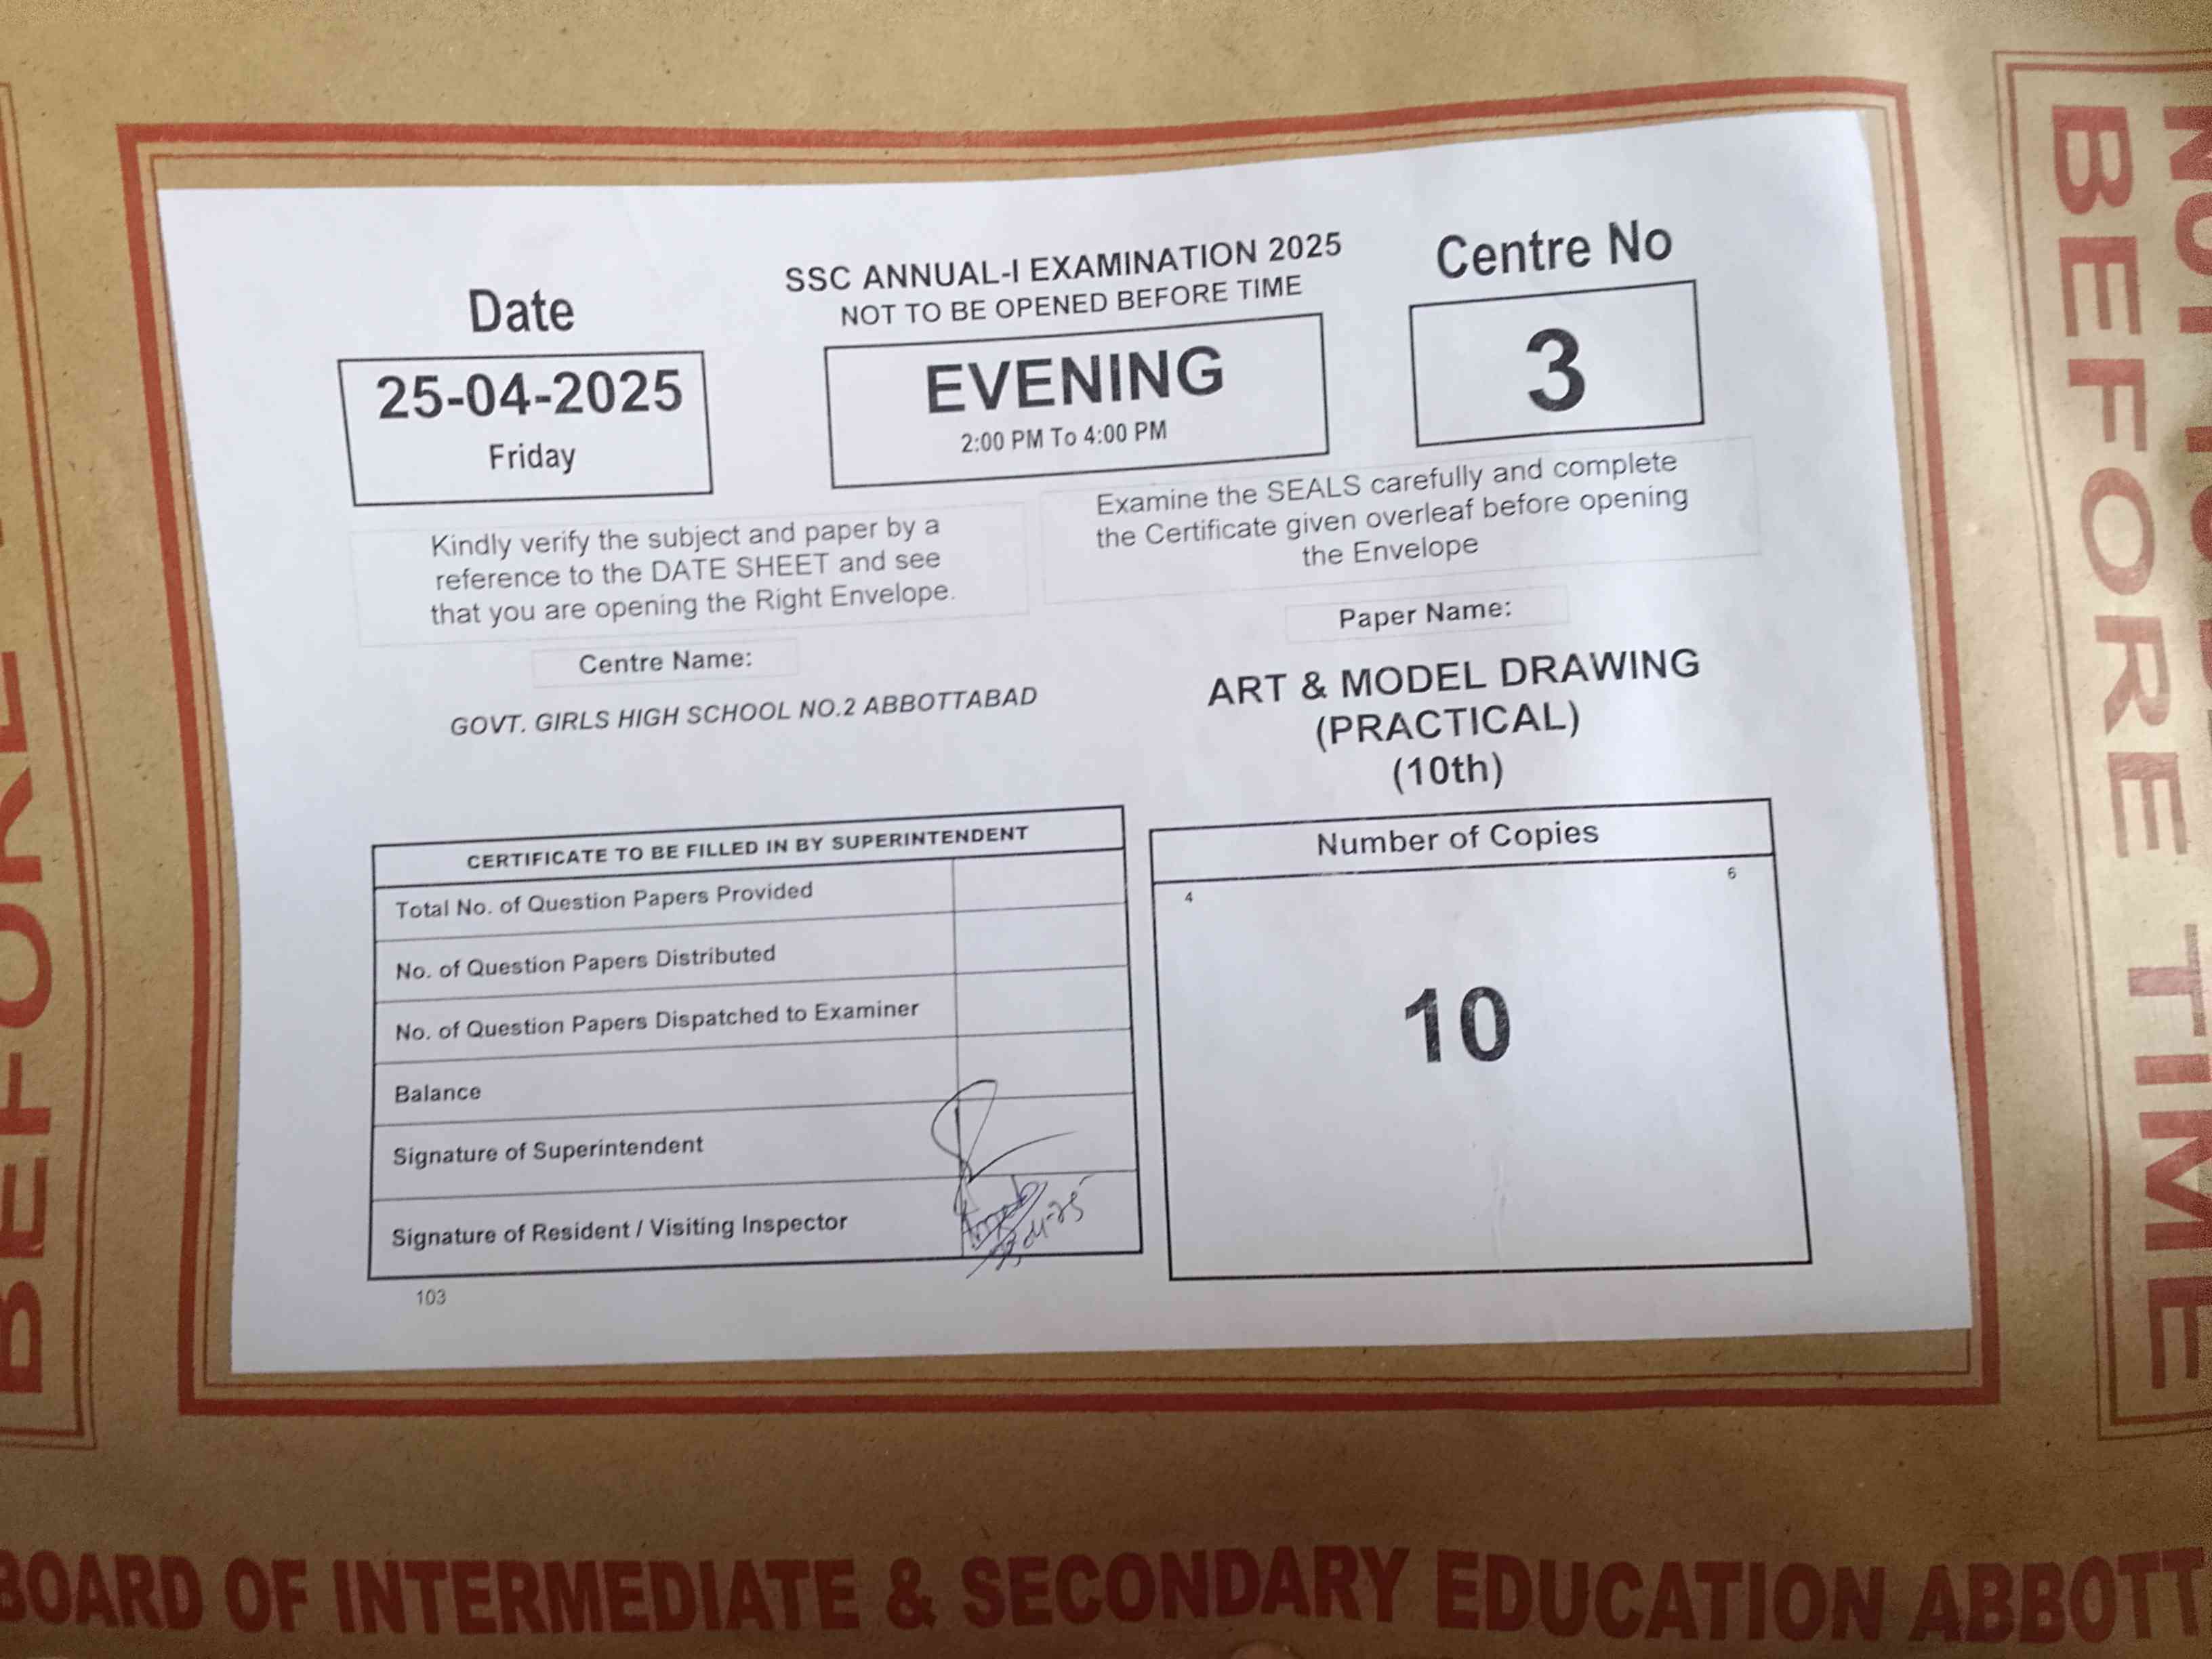 SSC ANNUAL-I EXAMINATION 2025
NOT TO BE OPENED BEFORE TIME
Date
25-04-2025
Friday
EVENING
2:00 PM To 4:00 PM
Centre No
3
Kindly verify the subject and paper by a
reference to the DATE SHEET and see
that you are opening the Right Envelope.
Examine the SEALS carefully and complete
the Certificate given overleaf before opening
the Envelope
Centre Name:
GOVT. GIRLS HIGH SCHOOL NO.2 ABBOTTABAD
Paper Name:
ART & MODEL DRAWING
(PRACTICAL)
(10th)
CERTIFICATE TO BE FILLED IN BY SUPERINTENDENT
Total No. of Question Papers Provided
No. of Question Papers Distributed
No. of Question Papers Dispatched to Examiner
Balance
Signature of Superintendent
Signature of Resident / Visiting Inspector
103
Number of Copies
4
6
10
BEFORE
BEFORE TIME
BOARD OF INTERMEDIATE & SECONDARY EDUCATION ABBOTT